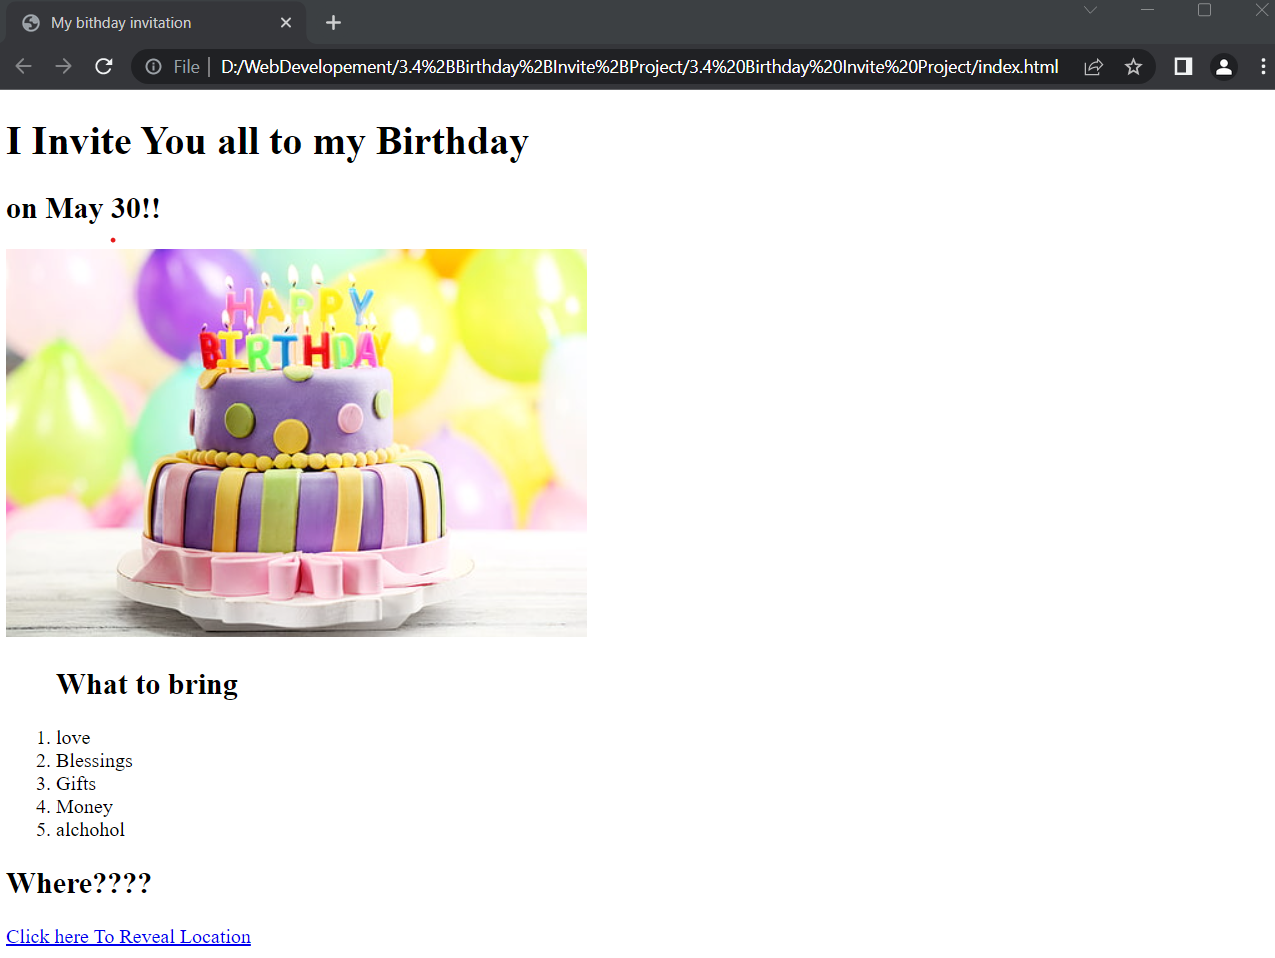 My bithday invitation
File | D:/WebDevelopement/3.4%2BBirthday%2BInvite%2BProject/3.4%20Birthday%20Invite%20Project/index.html
I Invite You all to my Birthday
on May 30!!
HAPPY
BIRTHDAY
What to bring
1. love
2. Blessings
3. Gifts
4. Money
5. alchohol
Where????
Click here To Reveal Location